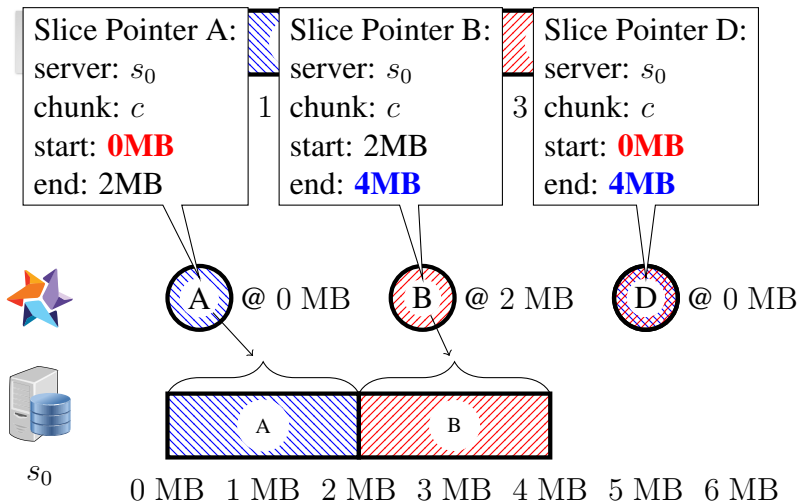 Slice Pointer A:
server: s₀
chunk: c
start: 0MB
end: 2MB
1
Slice Pointer B:
server: s₀
chunk: c
start: 2MB
end: 4MB
3
Slice Pointer D:
server: s₀
chunk: c
start: 0MB
end: 4MB
A @ 0 MB
B @ 2 MB
D @ 0 MB
A
B
s₀
0 MB 1 MB 2 MB 3 MB 4 MB 5 MB 6 MB